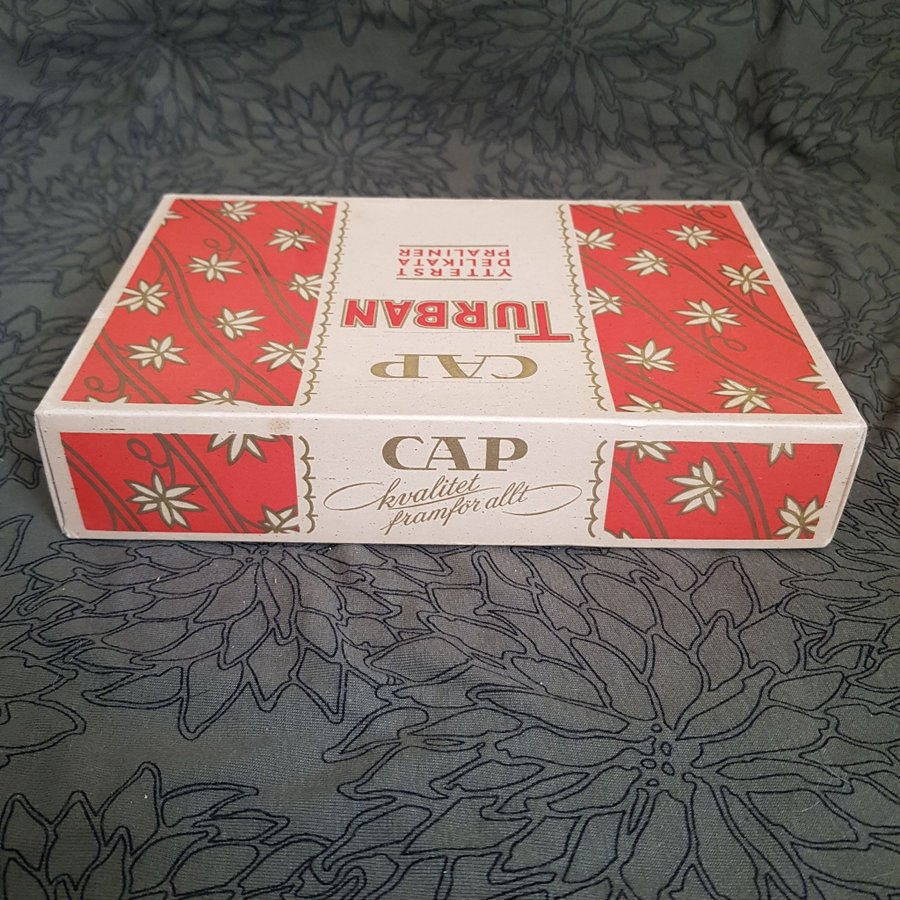 CAP
TURBAN
YTTERST
DELIKATA
PRALINER
CAP
kvalitet
framför allt